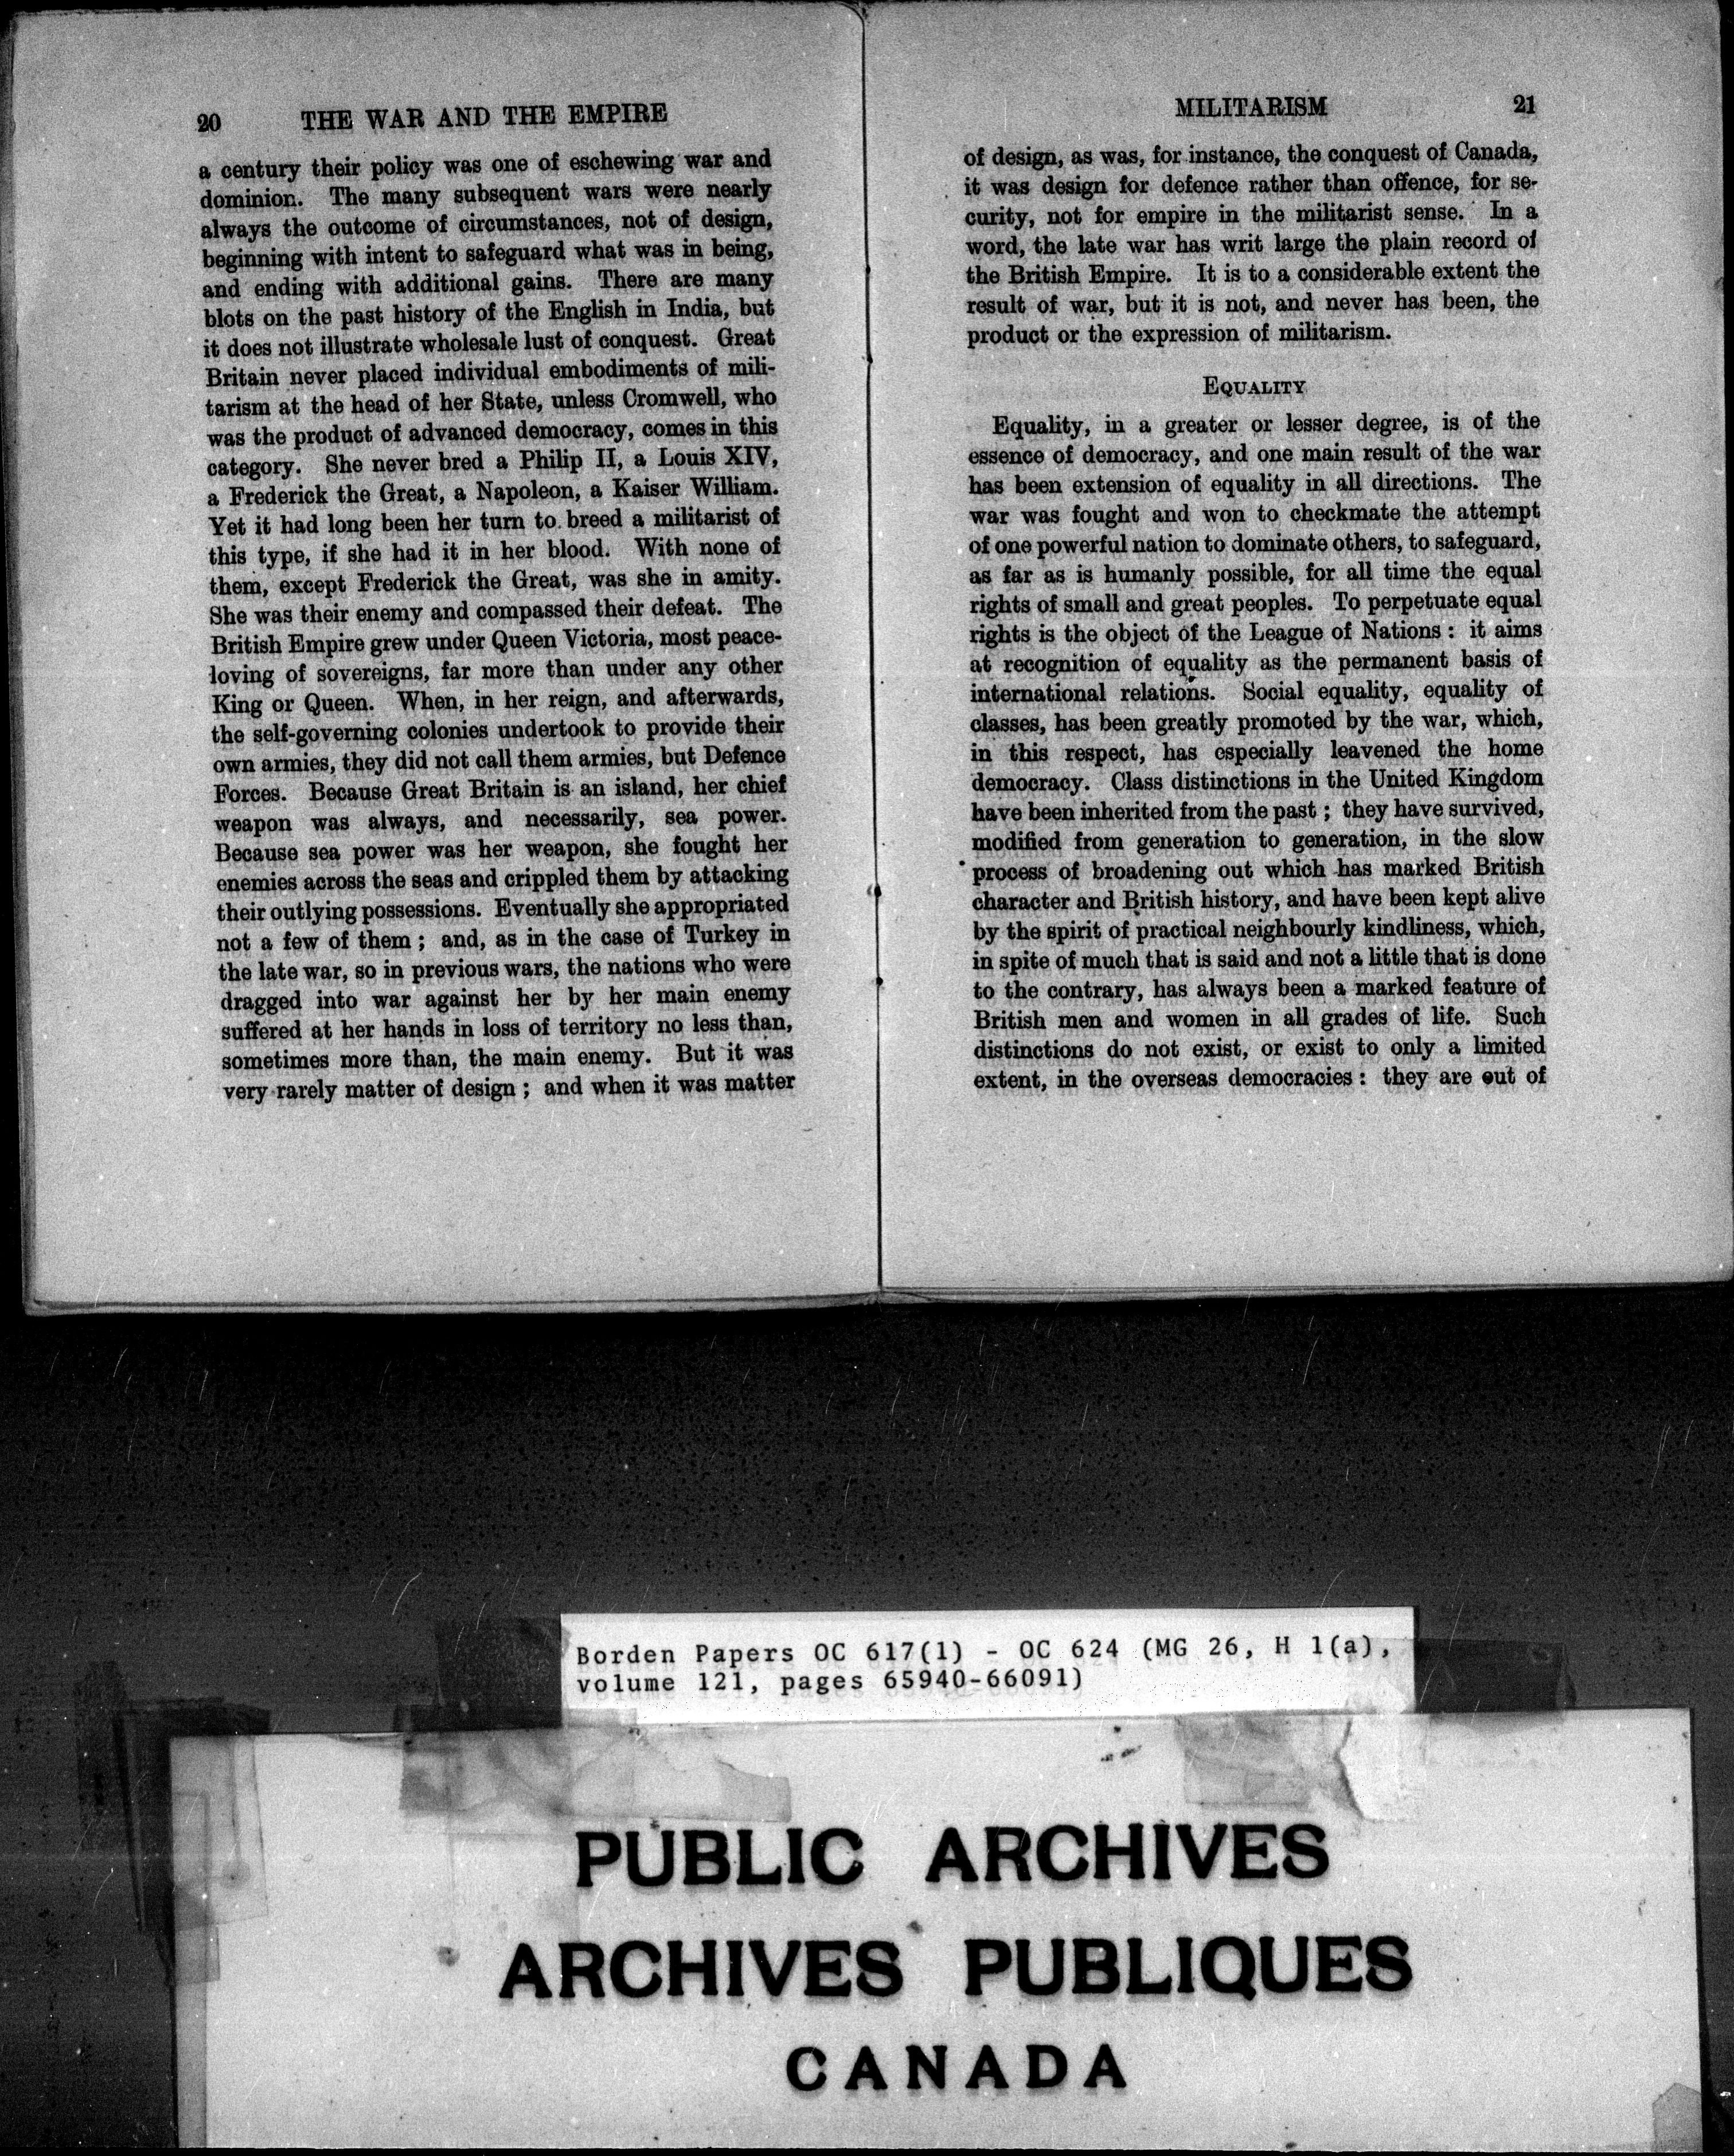 20 THE WAR AND THE EMPIRE
a century their policy was one of eschewing war and
dominion. The many subsequent wars were nearly
always the outcome of circumstances, not of design,
beginning with intent to safeguard what was in being,
and ending with additional gains. There are many
blots on the past history of the English in India, but
it does not illustrate wholesale lust of conquest. Great
Britain never placed individual embodiments of mili-
tarism at the head of her State, unless Cromwell, who
was the product of advanced democracy, comes in this
category. She never bred a Philip II, a Louis XIV,
a Frederick the Great, a Napoleon, a Kaiser William.
Yet it had long been her turn to breed a militarist of
this type, if she had it in her blood. With none of
them, except Frederick the Great, was she in amity.
She was their enemy and compassed their defeat. The
British Empire grew under Queen Victoria, most peace-
loving of sovereigns, far more than under any other
King or Queen. When, in her reign, and afterwards,
the self-governing colonies undertook to provide their
own armies, they did not call them armies, but Defence
Forces. Because Great Britain is an island, her chief
weapon was always, and necessarily, sea power.
Because sea power was her weapon, she fought her
enemies across the seas and crippled them by attacking
their outlying possessions. Eventually she appropriated
not a few of them; and, as in the case of Turkey in
the late war, so in previous wars, the nations who were
dragged into war against her by her main enemy
suffered at her hands in loss of territory no less than,
sometimes more than, the main enemy. But it was
very rarely matter of design; and when it was matter
MILITARISM 21
of design, as was, for instance, the conquest of Canada,
it was design for defence rather than offence, for se-
curity, not for empire in the militarist sense. In a
word, the late war has writ large the plain record of
the British Empire. It is to a considerable extent the
result of war, but it is not, and never has been, the
product or the expression of militarism.
EQUALITY
Equality, in a greater or lesser degree, is of the
essence of democracy, and one main result of the war
has been extension of equality in all directions. The
war was fought and won to checkmate the attempt
of one powerful nation to dominate others, to safeguard,
as far as is humanly possible, for all time the equal
rights of small and great peoples. To perpetuate equal
rights is the object of the League of Nations: it aims
at recognition of equality as the permanent basis of
international relations. Social equality, equality of
classes, has been greatly promoted by the war, which,
in this respect, has especially leavened the home
democracy. Class distinctions in the United Kingdom
have been inherited from the past; they have survived,
modified from generation to generation, in the slow
process of broadening out which has marked British
character and British history, and have been kept alive
by the spirit of practical neighbourly kindliness, which,
in spite of much that is said and not a little that is done
to the contrary, has always been a marked feature of
British men and women in all grades of life. Such
distinctions do not exist, or exist to only a limited
extent, in the overseas democracies: they are out of
Borden Papers OC 617(1) - OC 624 (MG 26, H 1(a),
volume 121, pages 65940-66091)
PUBLIC ARCHIVES
ARCHIVES PUBLIQUES
CANADA